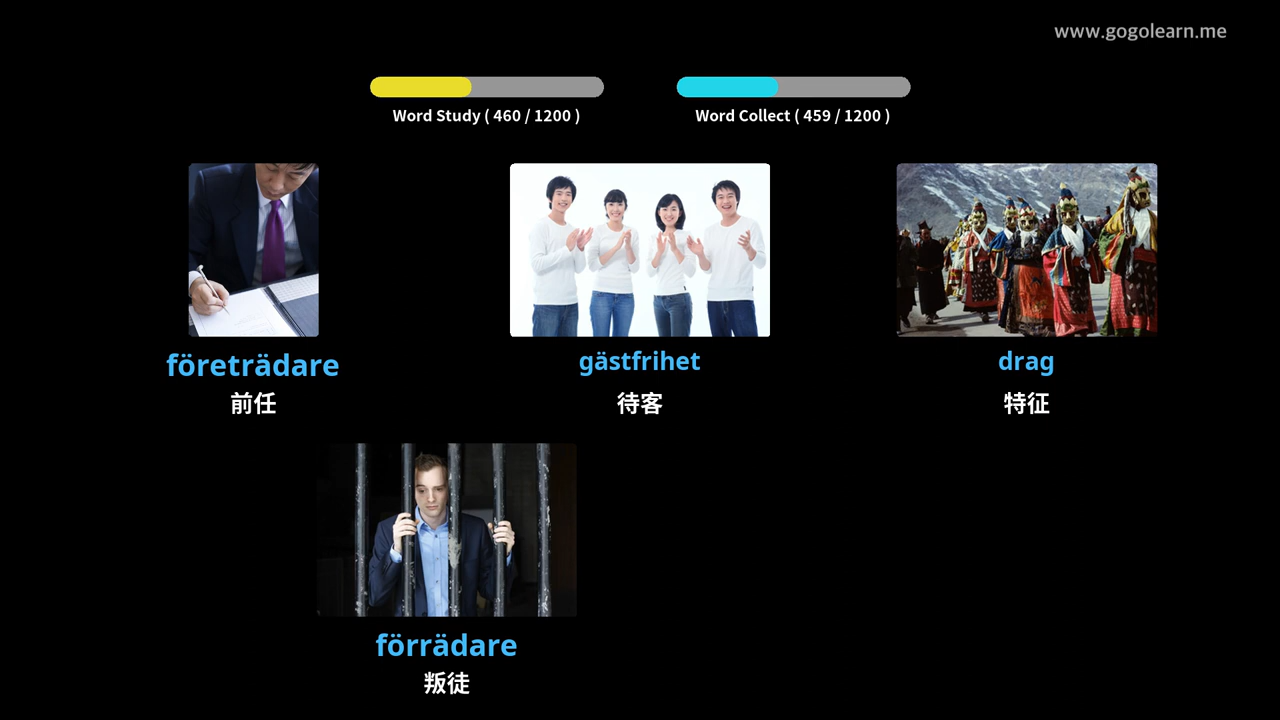 www.gogolearn.me
Word Study ( 460 / 1200 )
Word Collect ( 459 / 1200 )
företrädare
前任
gästfrihet
待客
drag
特征
förrädare
叛徒